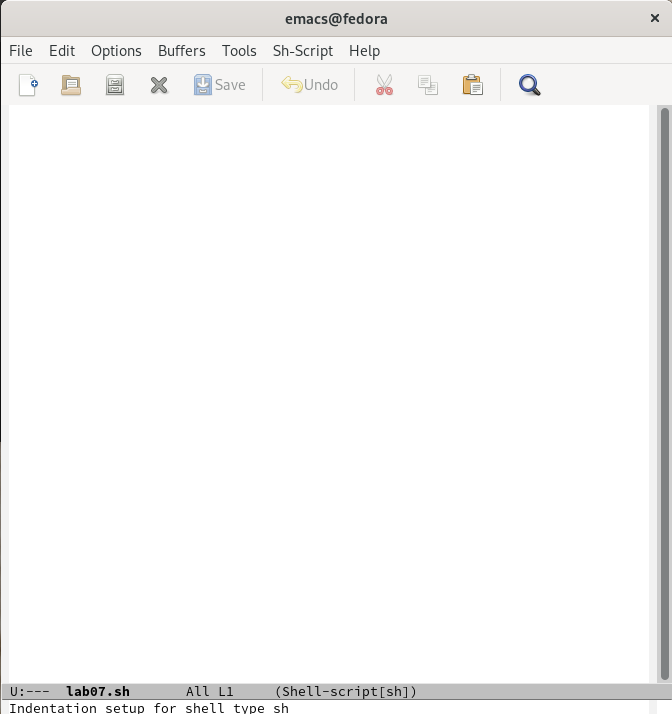 emacs@fedora
File Edit Options Buffers Tools Sh-Script Help
Save Undo
U:--- lab07.sh All L1 (Shell-script[sh])
Indentation setup for shell type sh